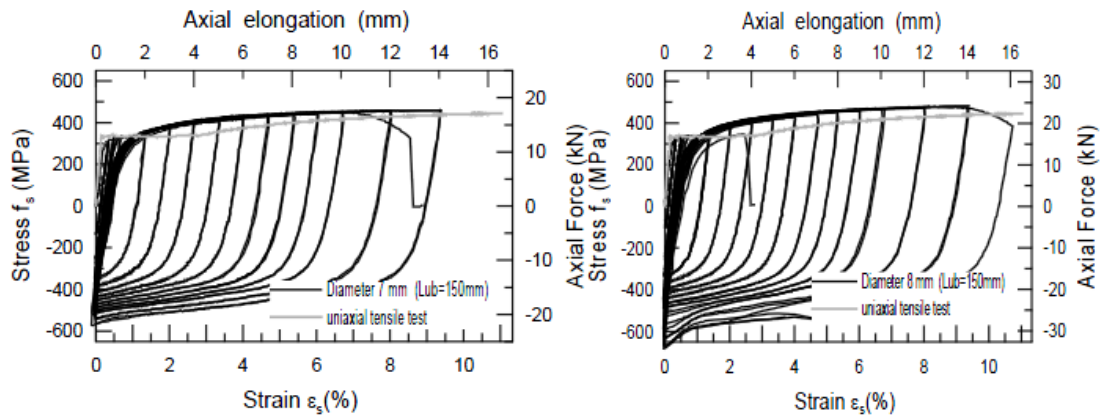 Axial elongation (mm)
0 2 4 6 8 10 12 14 16
600
400
200
0
-200
-400
-600
Stress fs (MPa)
20
10
0
-10
-20
Axial Force (kN)
Diameter 7 mm (Lub=150mm)
uniaxial tensile test
0 2 4 6 8 10
Strain εs(%)
Axial elongation (mm)
0 2 4 6 8 10 12 14 16
600
400
200
0
-200
-400
-600
Stress fs (MPa)
30
20
10
0
-10
-20
-30
Axial Force (kN)
Diameter 8 mm (Lub=150mm)
uniaxial tensile test
0 2 4 6 8 10
Strain εs(%)